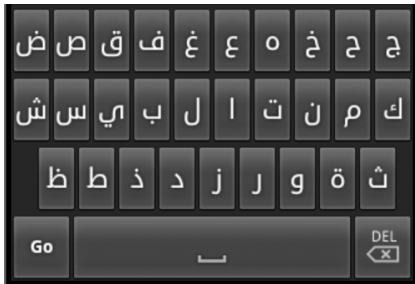 ج ح خ ه ع غ ف ق ص ض
ك م ن ت ا ل ب ي س ش
ث ة و ر ز د ذ ط ظ
Go DEL